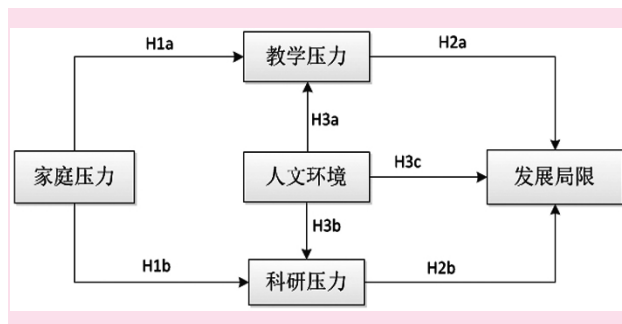 H1a
教学压力
H2a
H3a
家庭压力
人文环境
H3c
发展局限
H3b
H1b
科研压力
H2b